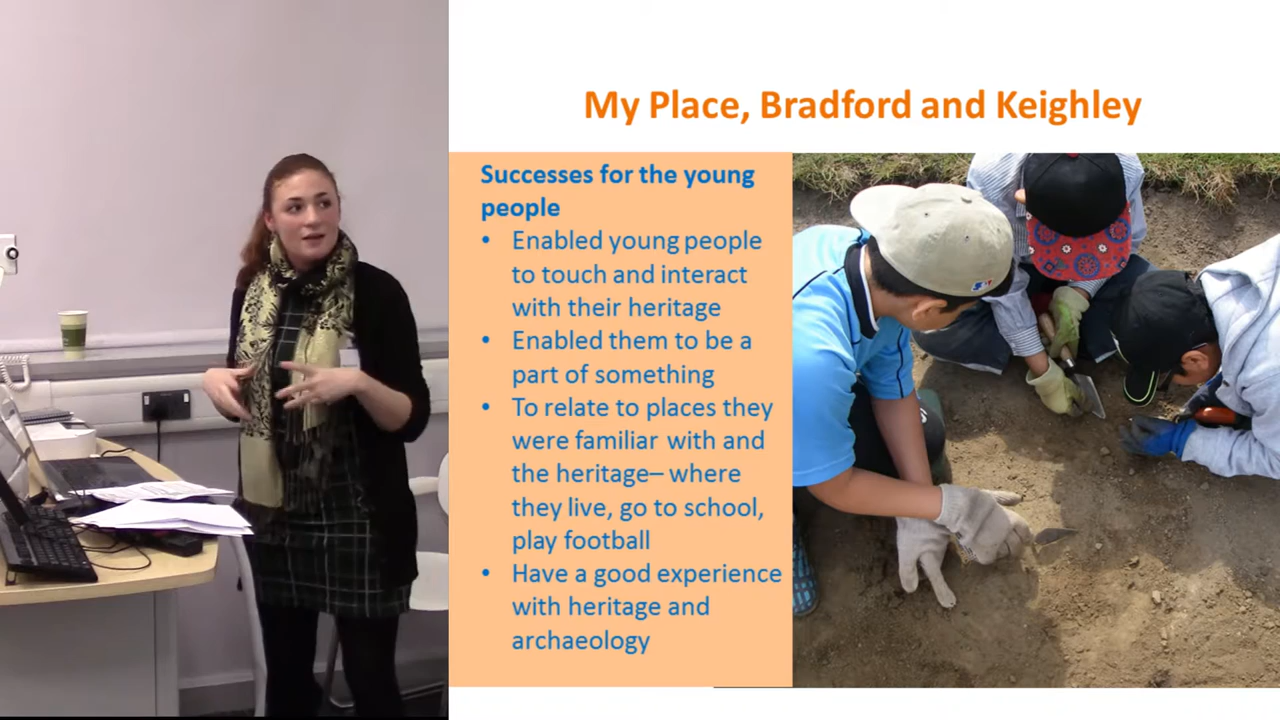 My Place, Bradford and Keighley
Successes for the young
people
• Enabled young people
to touch and interact
with their heritage
• Enabled them to be a
part of something
• To relate to places they
were familiar with and
the heritage– where
they live, go to school,
play football
• Have a good experience
with heritage and
archaeology